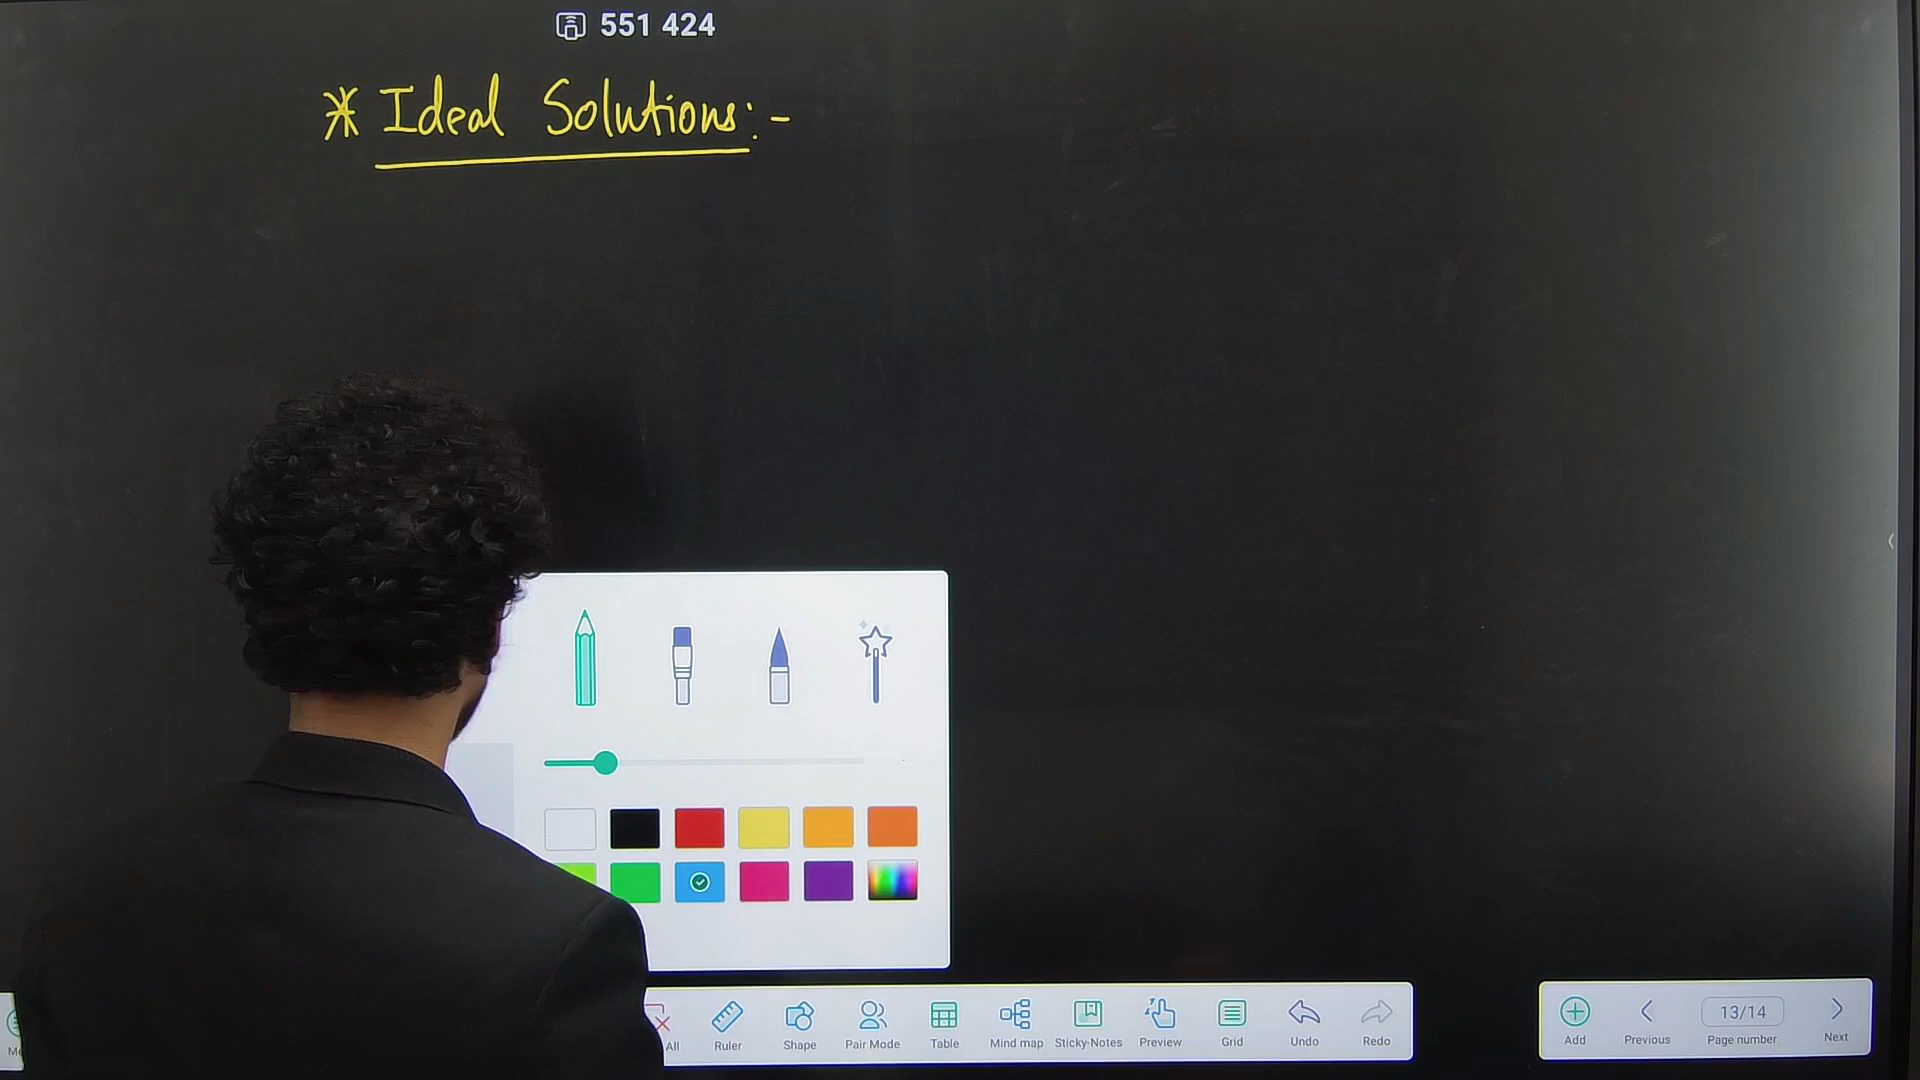 551 424
* Ideal Solutions:-
All Ruler Shape Pair Mode Table Mind map Sticky-Notes Preview Grid Undo Redo
Add Previous 13/14 Page number Next